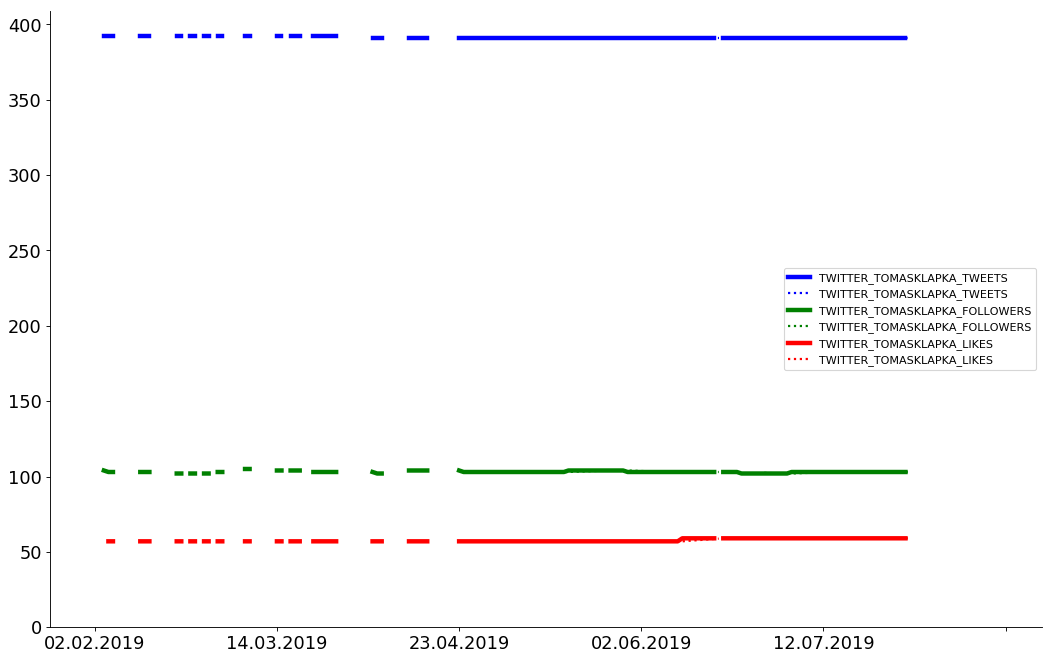 400
350
300
250
200
150
100
50
0
TWITTER_TOMASKLAPKA_TWEETS
TWITTER_TOMASKLAPKA_TWEETS
TWITTER_TOMASKLAPKA_FOLLOWERS
TWITTER_TOMASKLAPKA_FOLLOWERS
TWITTER_TOMASKLAPKA_LIKES
TWITTER_TOMASKLAPKA_LIKES
02.02.2019 14.03.2019 23.04.2019 02.06.2019 12.07.2019